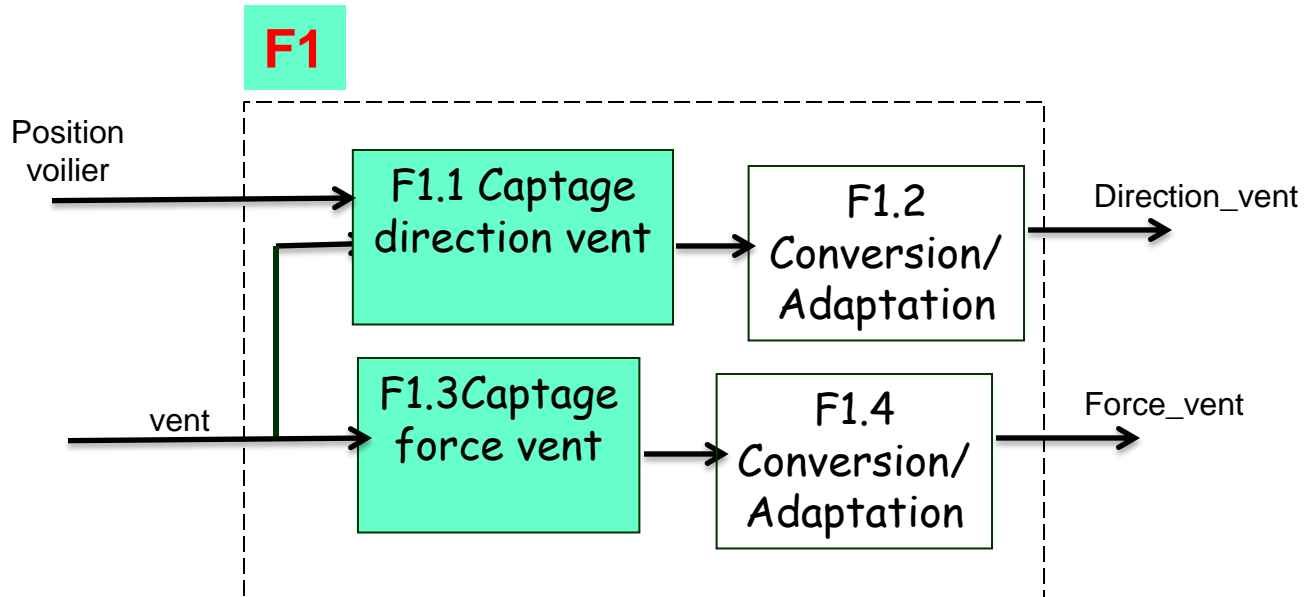 F1
Position
voilier
F1.1 Captage
direction vent
F1.2
Conversion/
Adaptation
Direction_vent
vent
F1.3Captage
force vent
F1.4
Conversion/
Adaptation
Force_vent